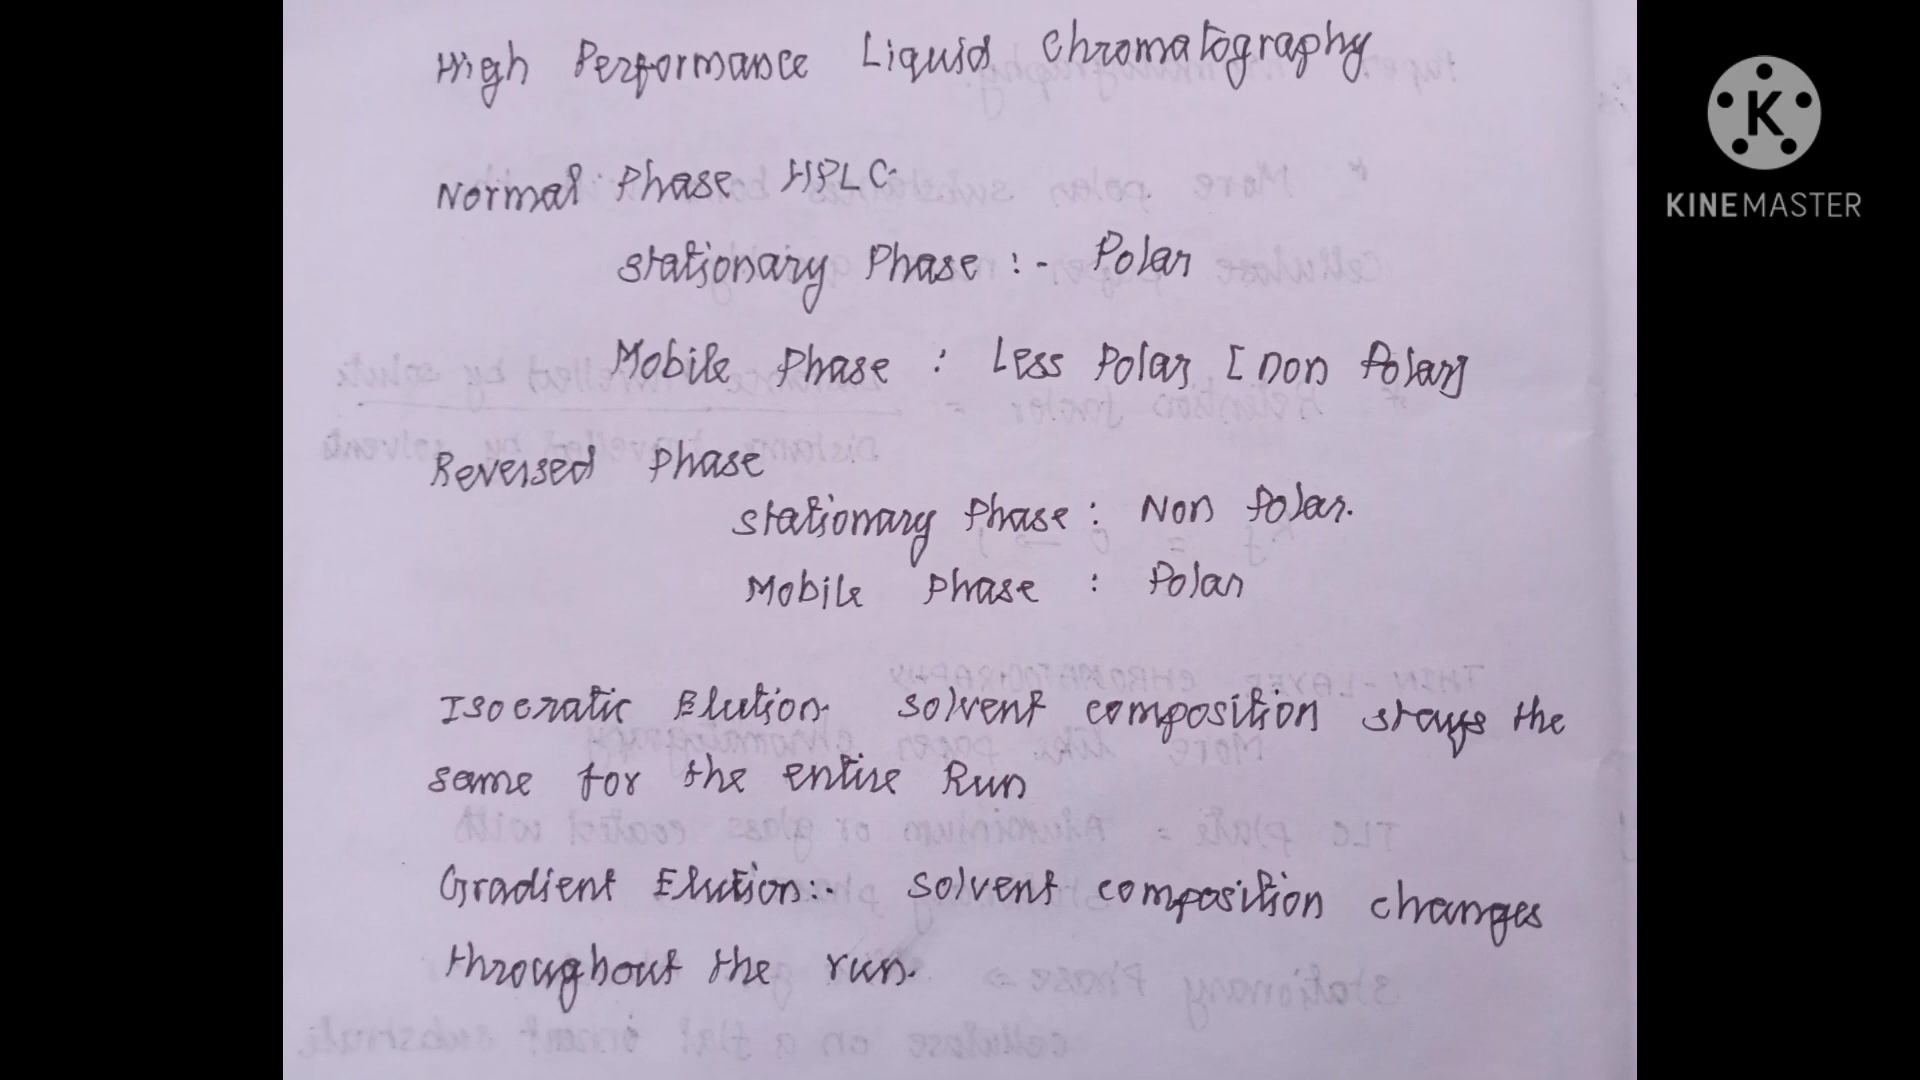 High Performance Liquid Chromatography
K
KINEMASTER
Normal Phase HPLC.
Stationary Phase :- Polar
Mobile Phase : Less Polar [non Polar]
Reversed Phase
Stationary Phase : Non Polar.
Mobile Phase : Polar
Isocratic Elution. Solvent composition stays the
same for the entire Run
Gradient Elution:- Solvent composition changes
throughout the run.